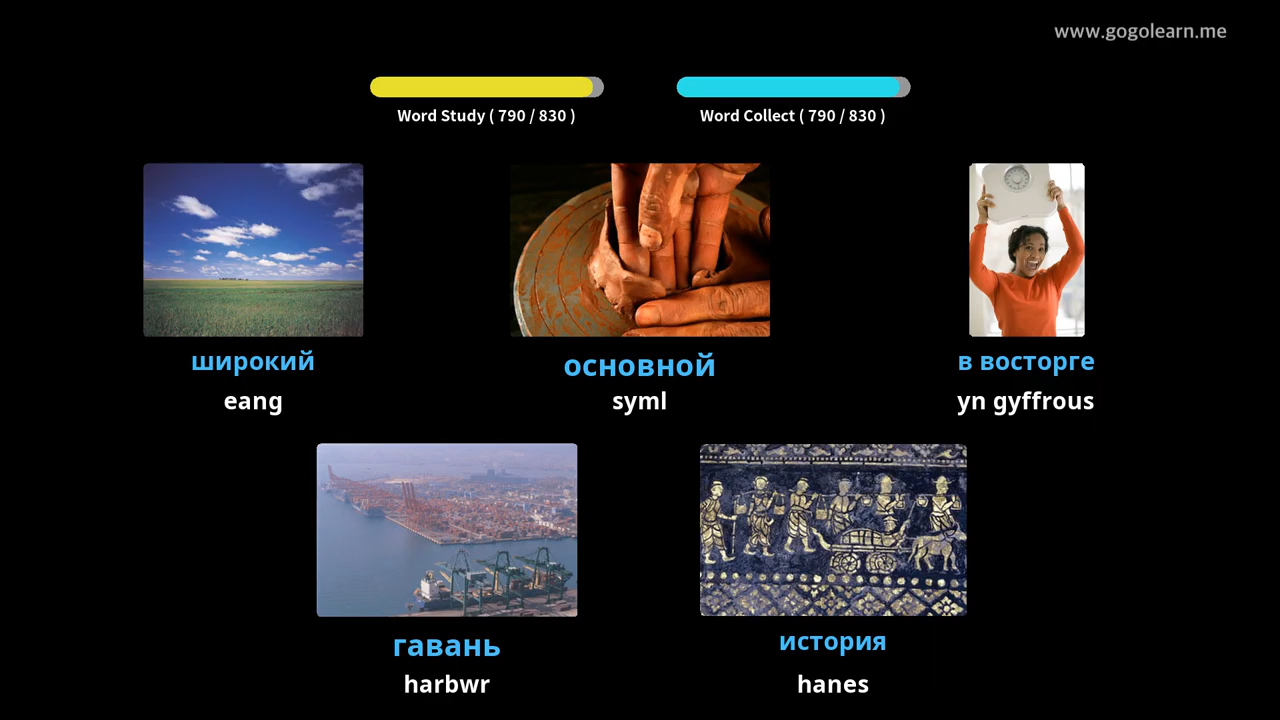 www.gogolearn.me
Word Study ( 790 / 830 )
Word Collect ( 790 / 830 )
широкий
основной
в восторге
eang
syml
yn gyffrous
гавань
история
harbwr
hanes